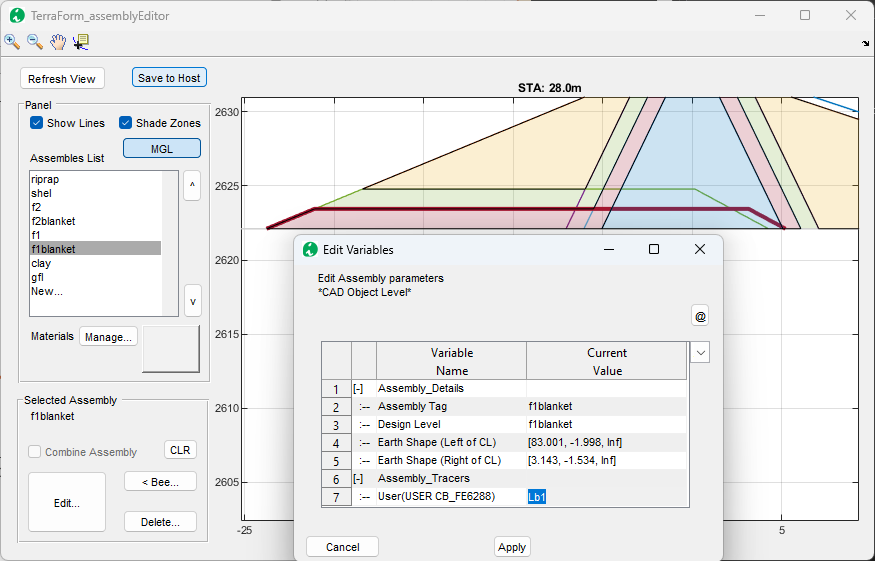 TerraForm_assemblyEditor
Refresh View
Save to Host
Panel
Show Lines
Shade Zones
MGL
Assembles List
riprap
shel
f2
f2blanket
f1
f1blanket
clay
gfl
New...
^
v
Materials
Manage...
Selected Assembly
f1blanket
Combine Assembly
CLR
Edit...
< Bee...
Delete...
STA: 28.0m
2630
2625
2620
2615
2610
2605
-25
5
Edit Variables
Edit Assembly parameters
*CAD Object Level*
@
Variable Name
Current Value
1 [-] Assembly_Details
2 :-- Assembly Tag f1blanket
3 :-- Design Level f1blanket
4 :-- Earth Shape (Left of CL) [83.001, -1.998, Inf]
5 :-- Earth Shape (Right of CL) [3.143, -1.534, Inf]
6 [-] Assembly_Tracers
7 :-- User(USER CB_FE6288) Lb1
Cancel
Apply